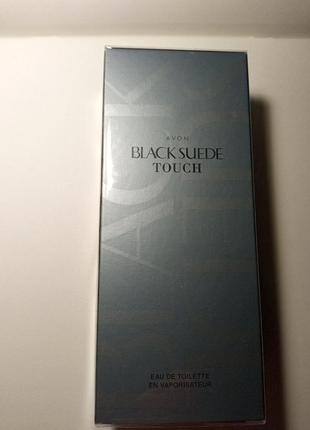 AVON
BLACK SUEDE
TOUCH
EAU DE TOILETTE
EN VAPORISATEUR